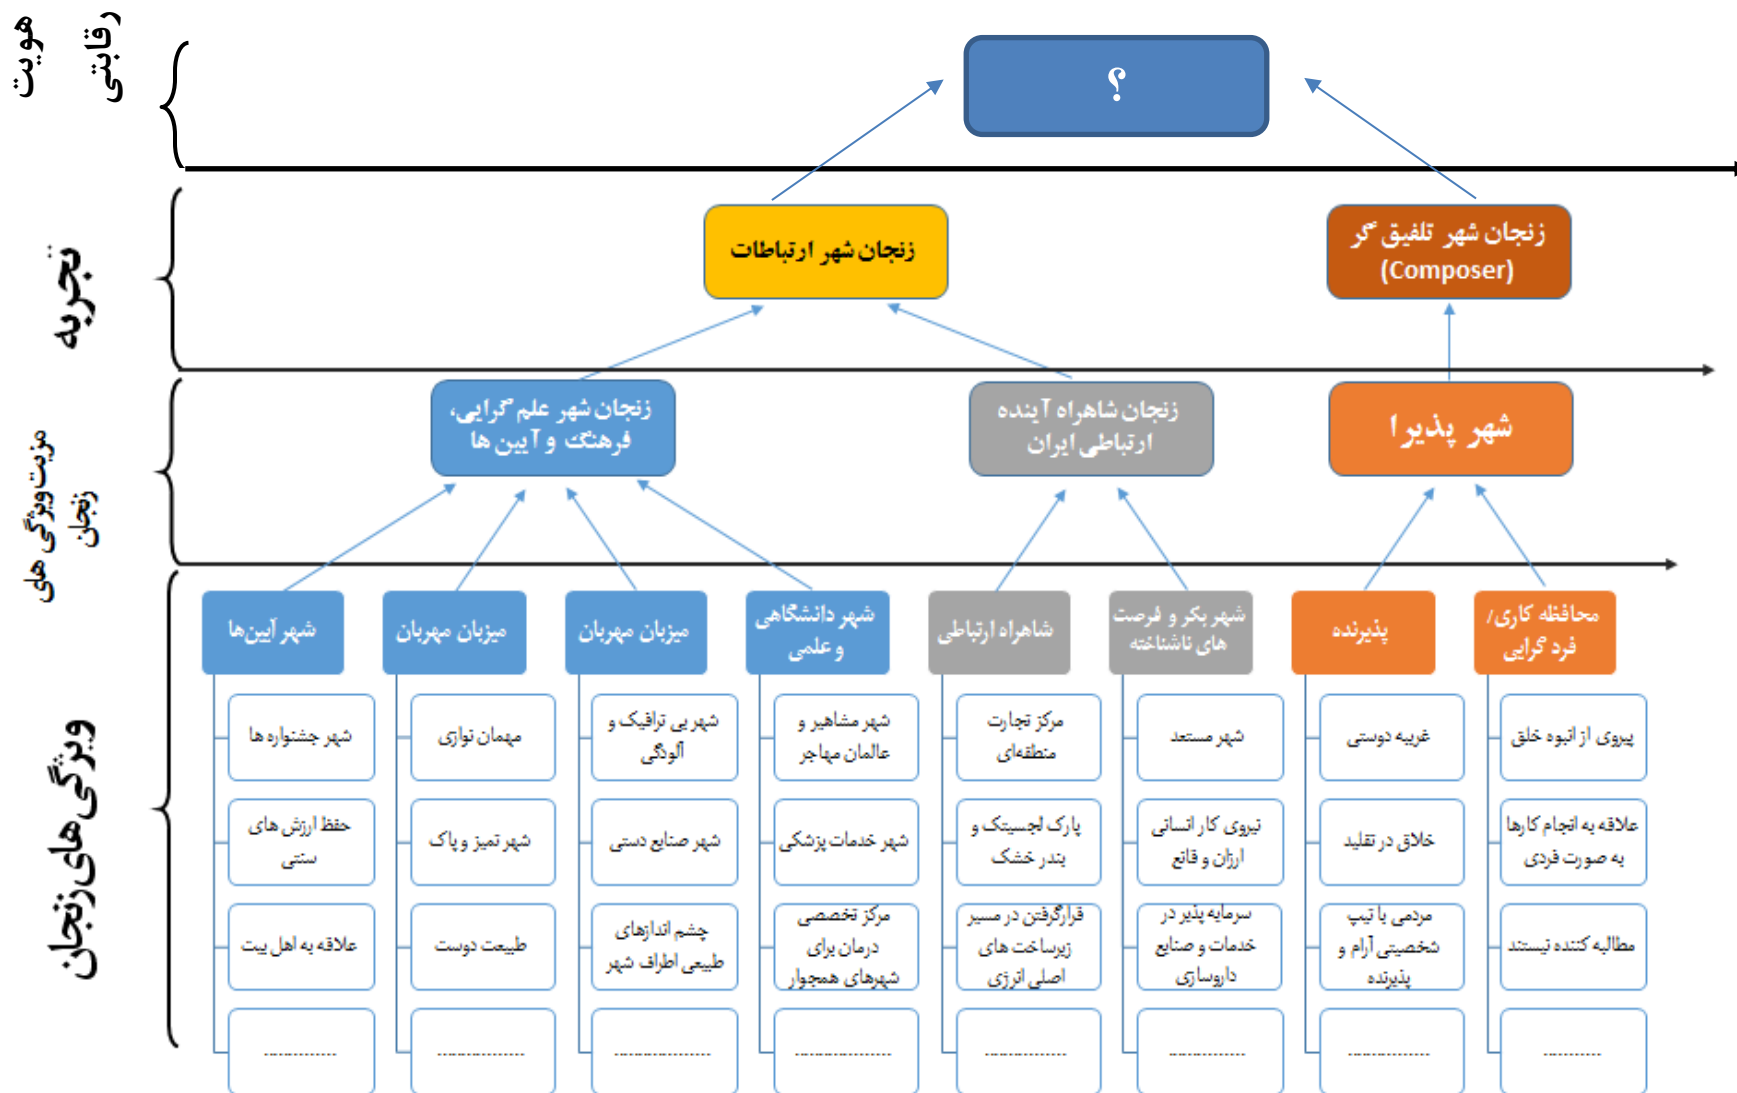 هویت
رقابتی
؟
تجربه
زنجان شهر ارتباطات
زنجان شهر تلفیق گر
(Composer)
مزیت ویژگی های
زنجان
زنجان شهر علم گرایی،
فرهنگ و آیین ها
زنجان شاهراه آینده
ارتباطی ایران
شهر پذیرا
ویژگی های زنجان
شهر آیین‌ها
میزبان مهربان
میزبان مهربان
شهر دانشگاهی
و علمی
شاهراه ارتباطی
شهر بکر و فرصت
های ناشناخته
پذیرنده
محافظه کاری/
فرد گرایی
شهر جشنواره ها
مهمان نوازی
شهر بی ترافیک و
آلودگی
شهر مشاهیر و
عالمان مهاجر
مرکز تجارت
منطقه‌ای
شهر مستعد
غریبه دوستی
پیروی از انبوه خلق
حفظ ارزش های
سنتی
شهر تمیز و پاک
شهر صنایع دستی
شهر خدمات پزشکی
پارک لجسیتک و
بندر خشک
نیروی کار انسانی
ارزان و قانع
خلاق در تقلید
علاقه به انجام کارها
به صورت فردی
علاقه به اهل بیت
طبیعت دوست
چشم اندازهای
طبیعی اطراف شهر
مرکز تخصصی
درمان برای
شهرهای همجوار
قرارگرفتن در مسیر
زیرساخت های
اصلی انرژی
سرمایه پذیر در
خدمات و صنایع
داروسازی
مردمی با تیپ
شخصیتی آرام و
پذیرنده
مطالبه کننده نیستند
...............
..................
....................
....................
.................
.................
.................
............